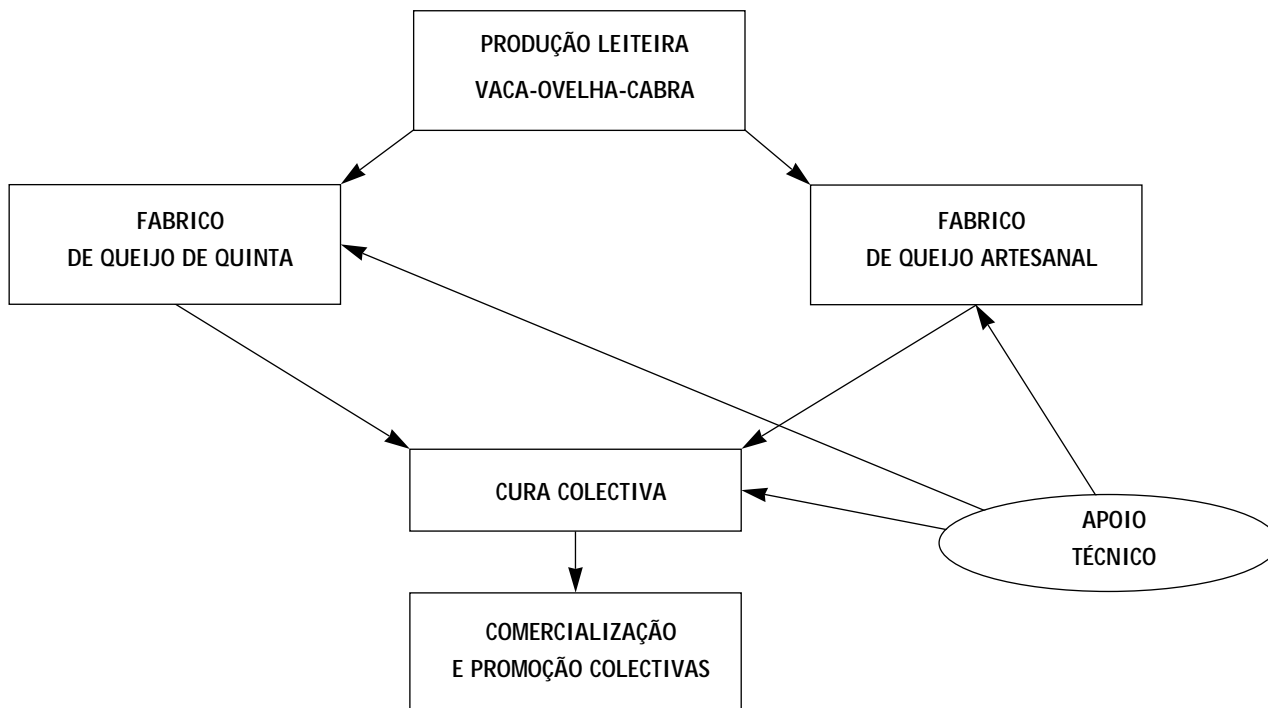 PRODUÇÃO LEITEIRA
VACA-OVELHA-CABRA
FABRICO
DE QUEIJO DE QUINTA
FABRICO
DE QUEIJO ARTESANAL
CURA COLECTIVA
APOIO
TÉCNICO
COMERCIALIZAÇÃO
E PROMOÇÃO COLECTIVAS